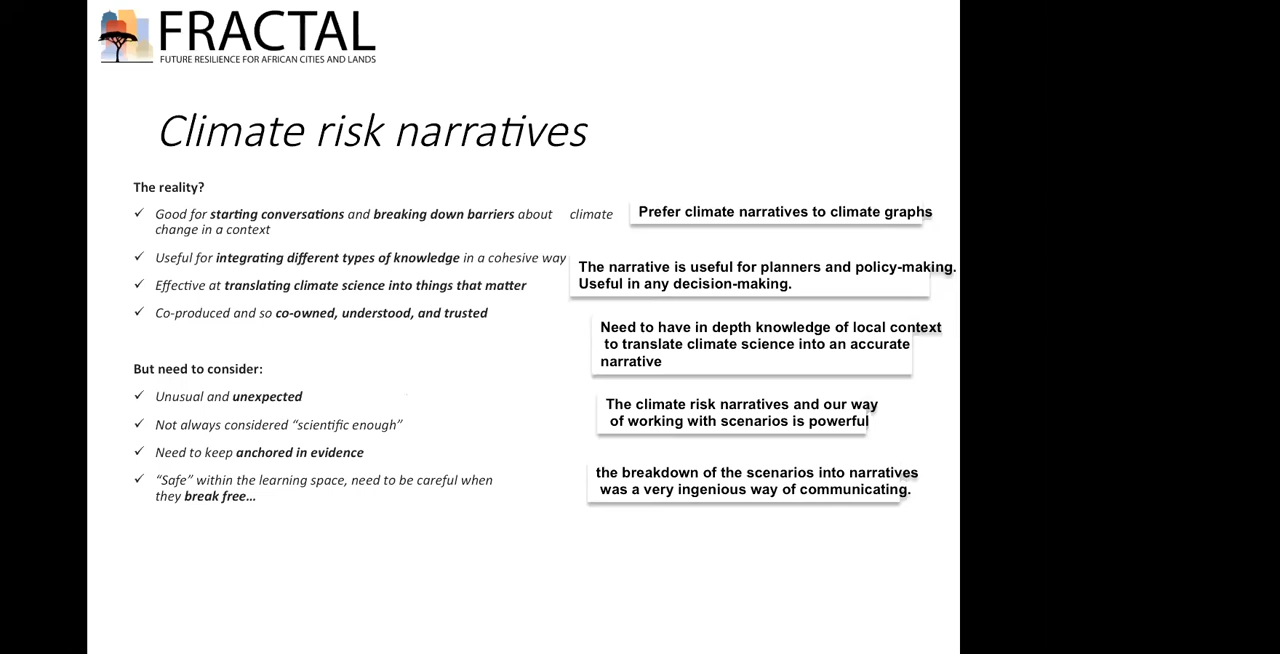 FRACTAL
FUTURE RESILIENCE FOR AFRICAN CITIES AND LANDS
Climate risk narratives
The reality?
✓ Good for starting conversations and breaking down barriers about climate
change in a context
✓ Useful for integrating different types of knowledge in a cohesive way
✓ Effective at translating climate science into things that matter
✓ Co-produced and so co-owned, understood, and trusted
But need to consider:
✓ Unusual and unexpected
✓ Not always considered “scientific enough”
✓ Need to keep anchored in evidence
✓ “Safe” within the learning space, need to be careful when
they break free...
Prefer climate narratives to climate graphs
The narrative is useful for planners and policy-making.
Useful in any decision-making.
Need to have in depth knowledge of local context
to translate climate science into an accurate
narrative
The climate risk narratives and our way
of working with scenarios is powerful
the breakdown of the scenarios into narratives
was a very ingenious way of communicating.